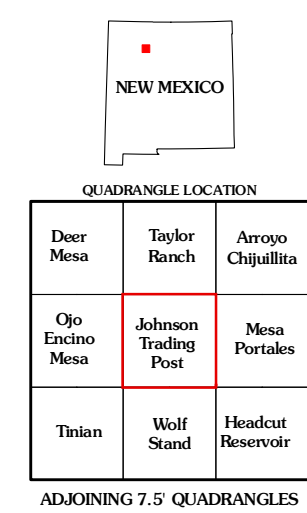 NEW MEXICO
QUADRANGLE LOCATION
Deer
Mesa
Taylor
Ranch
Arroyo
Chijuillita
Ojo
Encino
Mesa
Johnson
Trading
Post
Mesa
Portales
Tinian
Wolf
Stand
Headcut
Reservoir
ADJOINING 7.5' QUADRANGLES